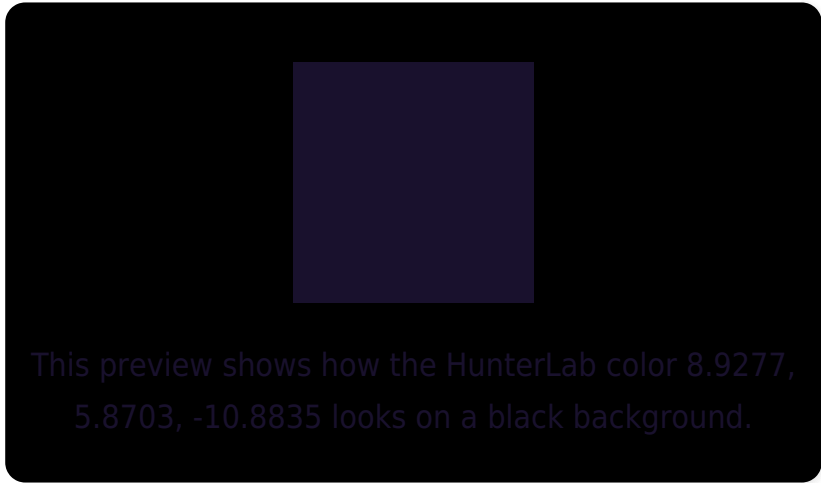 This preview shows how the HunterLab color 8.9277,
5.8703, -10.8835 looks on a black background.